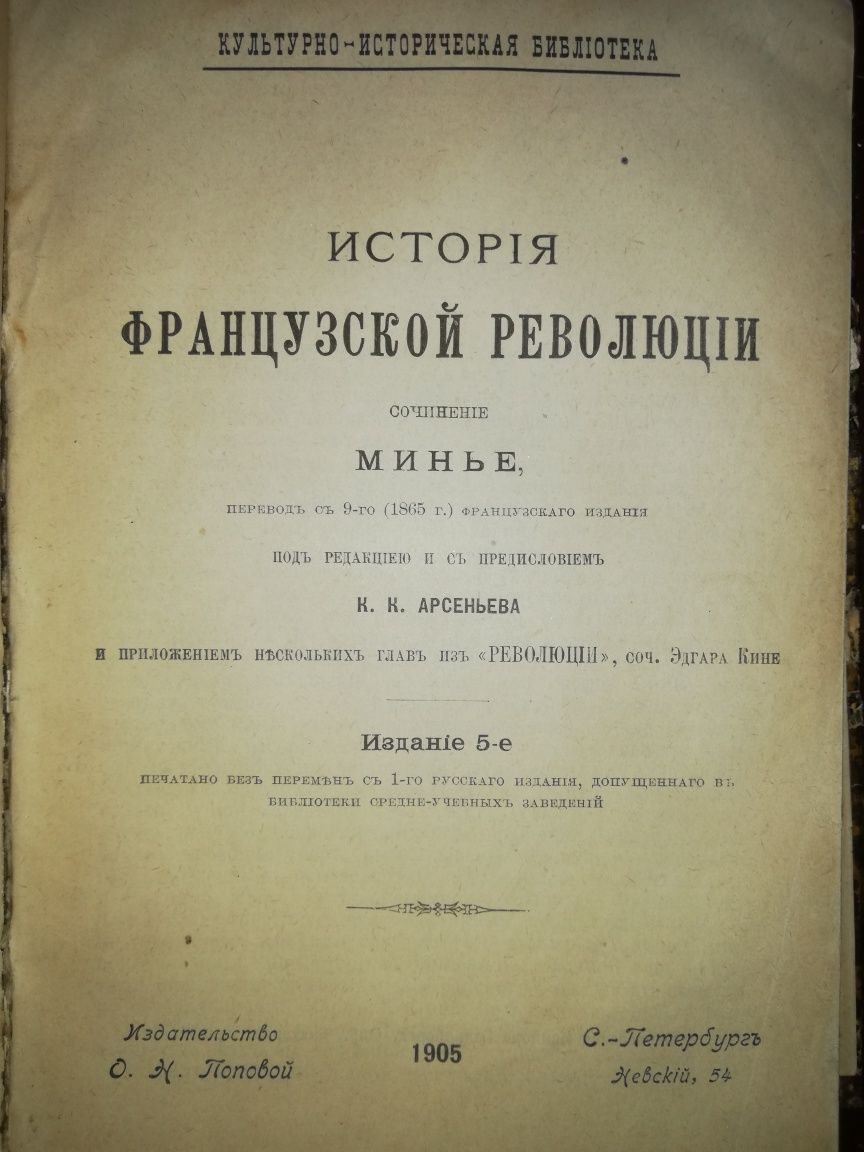 КУЛЬТУРНО-ИСТОРИЧЕСКАЯ БИБЛІОТЕКА
ИСТОРІЯ
ФРАНЦУЗСКОЙ РЕВОЛЮЦІИ
СОЧИНЕНІЕ
МИНЬЕ,
ПЕРЕВОДЪ СЪ 9-ГО (1865 Г.) ФРАНЦУЗСКАГО ИЗДАНІЯ
ПОДЪ РЕДАКЦІЕЮ И СЪ ПРЕДИСЛОВІЕМЪ
К. К. АРСЕНЬЕВА
И ПРИЛОЖЕНІЕМЪ НѢСКОЛЬКИХЪ ГЛАВЪ ИЗЪ «РЕВОЛЮЦІИ», СОЧ. ЭДГАРА КИНЕ
Изданіе 5-е
ПЕЧАТАНО БЕЗЪ ПЕРЕМѢНЪ СЪ 1-ГО РУССКАГО ИЗДАНІЯ, ДОПУЩЕННАГО ВЪ
БИБЛІОТЕКИ СРЕДНЕ-УЧЕБНЫХЪ ЗАВЕДЕНІЙ
Издательство
О. Н. Поповой
1905
С.-Петербургъ
Невскій, 54